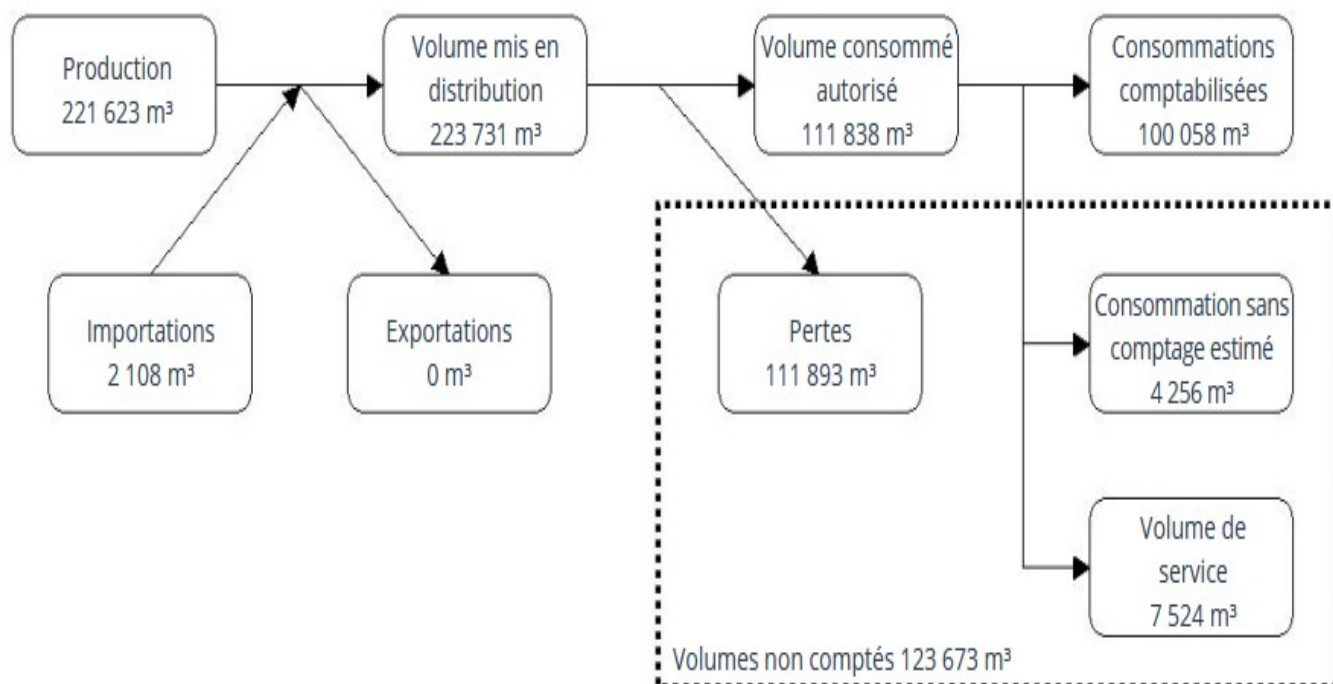 Production
221 623 m³
Volume mis en
distribution
223 731 m³
Volume consommé
autorisé
111 838 m³
Consommations
comptabilisées
100 058 m³
Importations
2 108 m³
Exportations
0 m³
Pertes
111 893 m³
Consommation sans
comptage estimé
4 256 m³
Volume de
service
7 524 m³
Volumes non comptés 123 673 m³